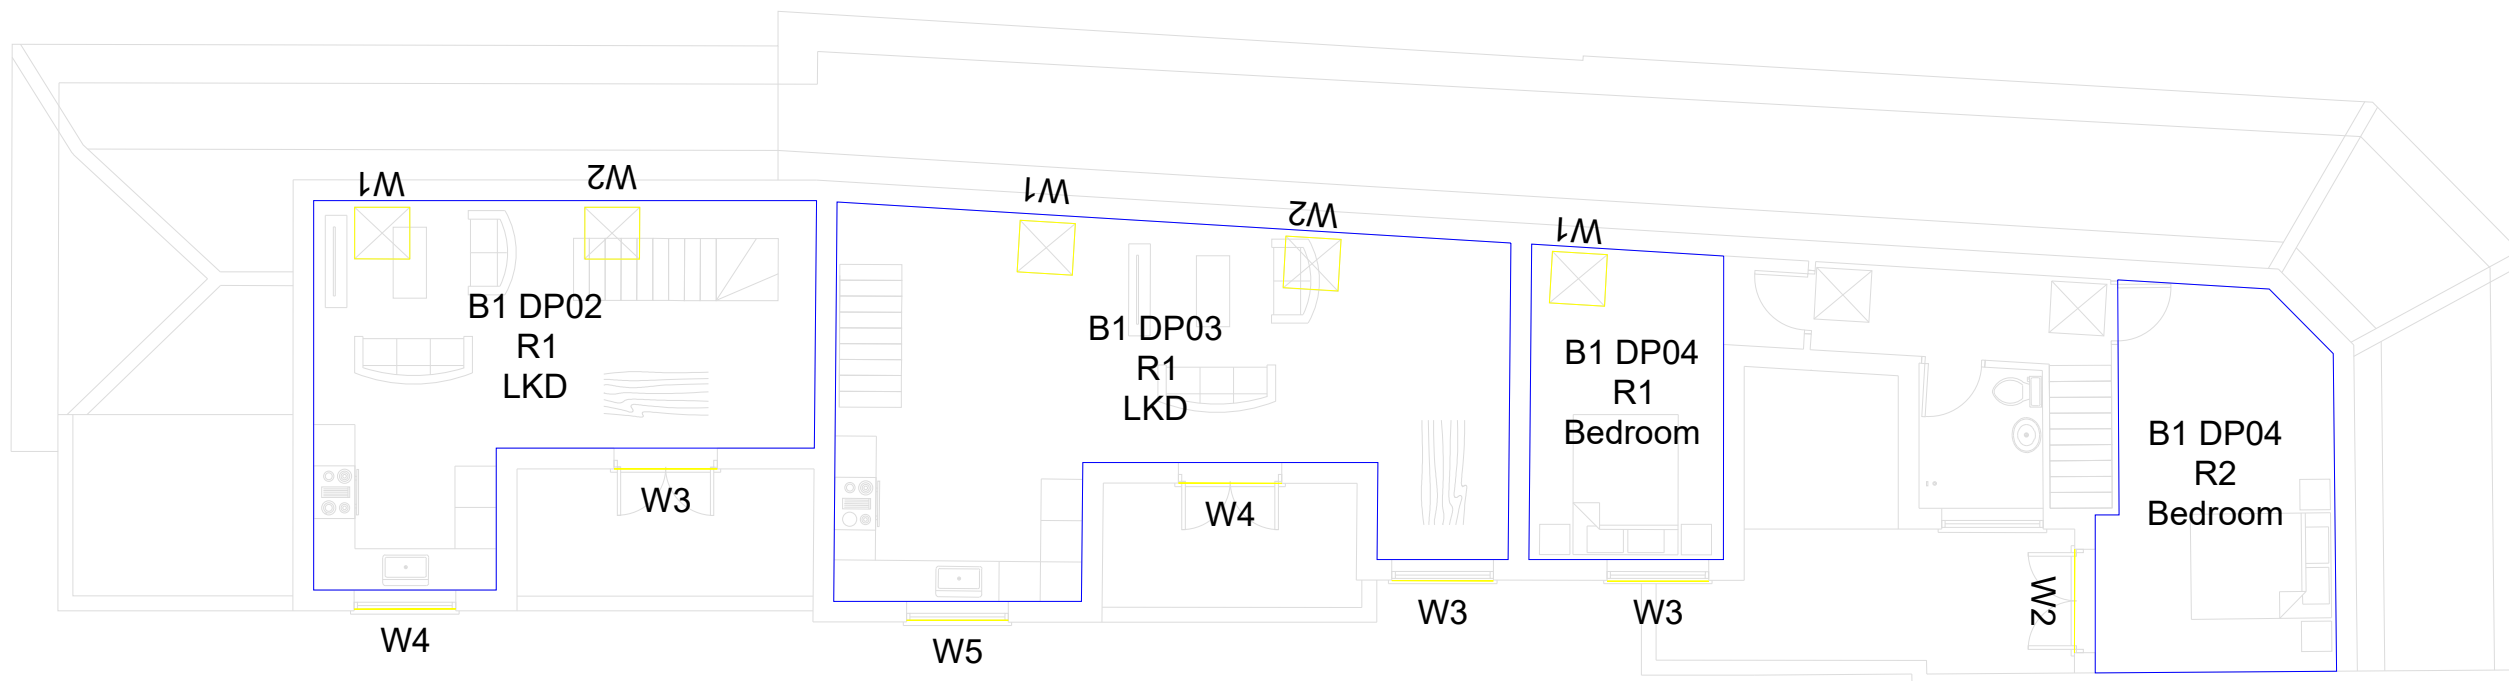 W1
W2
W1
W2
W1
B1 DP02
R1
LKD
B1 DP03
R1
LKD
B1 DP04
R1
Bedroom
B1 DP04
R2
Bedroom
W3
W4
W4
W5
W3
W3
W2